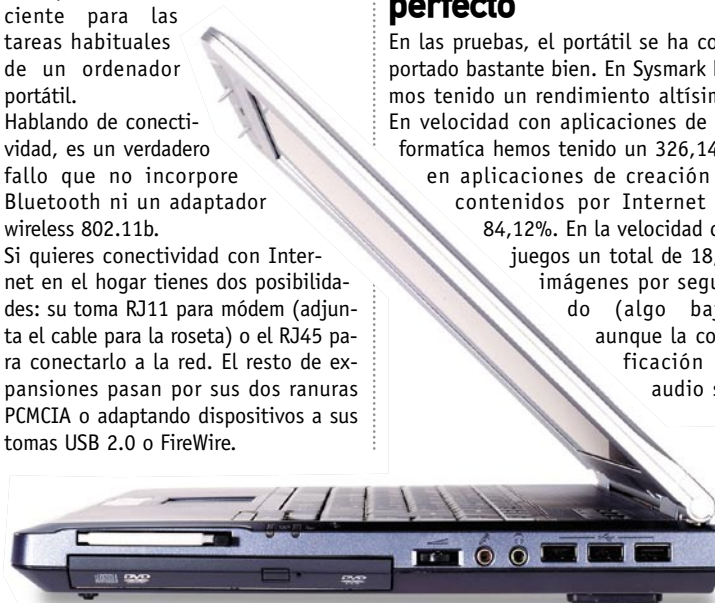 ciente para las
tareas habituales
de un ordenador
portátil.
Hablando de conecti-
vidad, es un verdadero
fallo que no incorpore
Bluetooth ni un adaptador
wireless 802.11b.
Si quieres conectividad con Inter-
net en el hogar tienes dos posibilida-
des: su toma RJ11 para módem (adjun-
ta el cable para la roseta) o el RJ45 pa-
ra conectarlo a la red. El resto de ex-
pansiones pasan por sus dos ranuras
PCMCIA o adaptando dispositivos a sus
tomas USB 2.0 o FireWire.
perfecto
En las pruebas, el portátil se ha co
portado bastante bien. En Sysmark
mos tenido un rendimiento altísi
En velocidad con aplicaciones de
formatíca hemos tenido un 326,14
en aplicaciones de creación
contenidos por Internet
84,12%. En la velocidad
juegos un total de 18,
imágenes por segu
do (algo baj
aunque la co
ficación
audio s
DVD
DVD